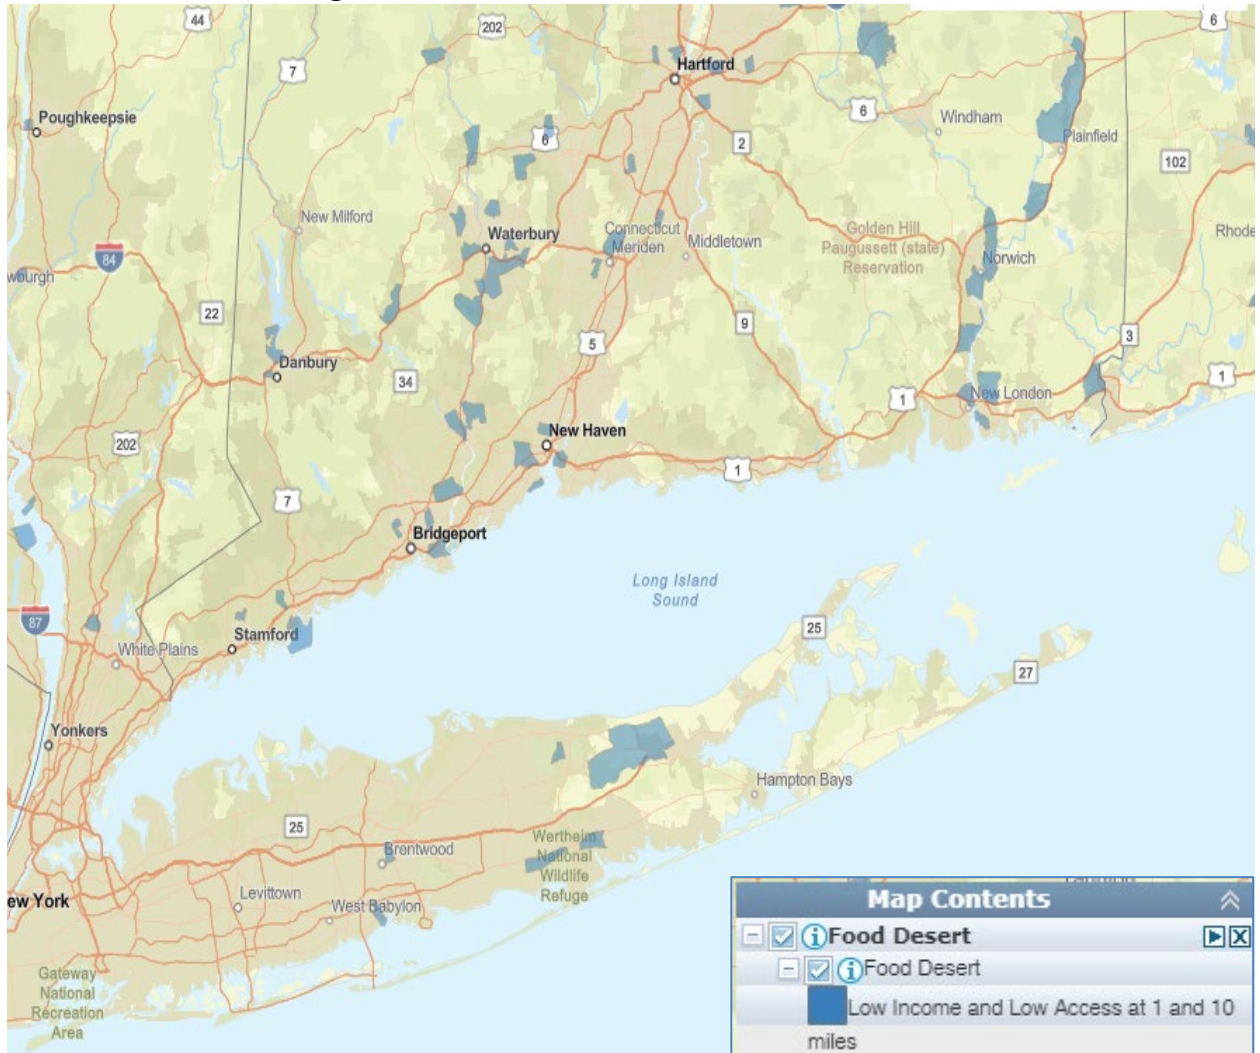 44
202
6
7
Hartford
Poughkeepsie
6
Windham
6
2
Plainfield
102
New Milford
Waterbury
Connecticut
Meriden
Middletown
Golden Hill
Paugussett (state)
Reservation
Rhode
84
Norwich
wburgh
22
9
5
3
Danbury
34
1
1
New London
202
New Haven
1
7
Bridgeport
Long Island
Sound
87
25
White Plains
Stamford
27
Yonkers
Hampton Bays
25
Wertheim
National
Wildlife
Refuge
Brentwood
Levittown
West Babylon
ew York
Gateway
National
Recreation
Area
Map Contents
Food Desert
Food Desert
Low Income and Low Access at 1 and 10
miles